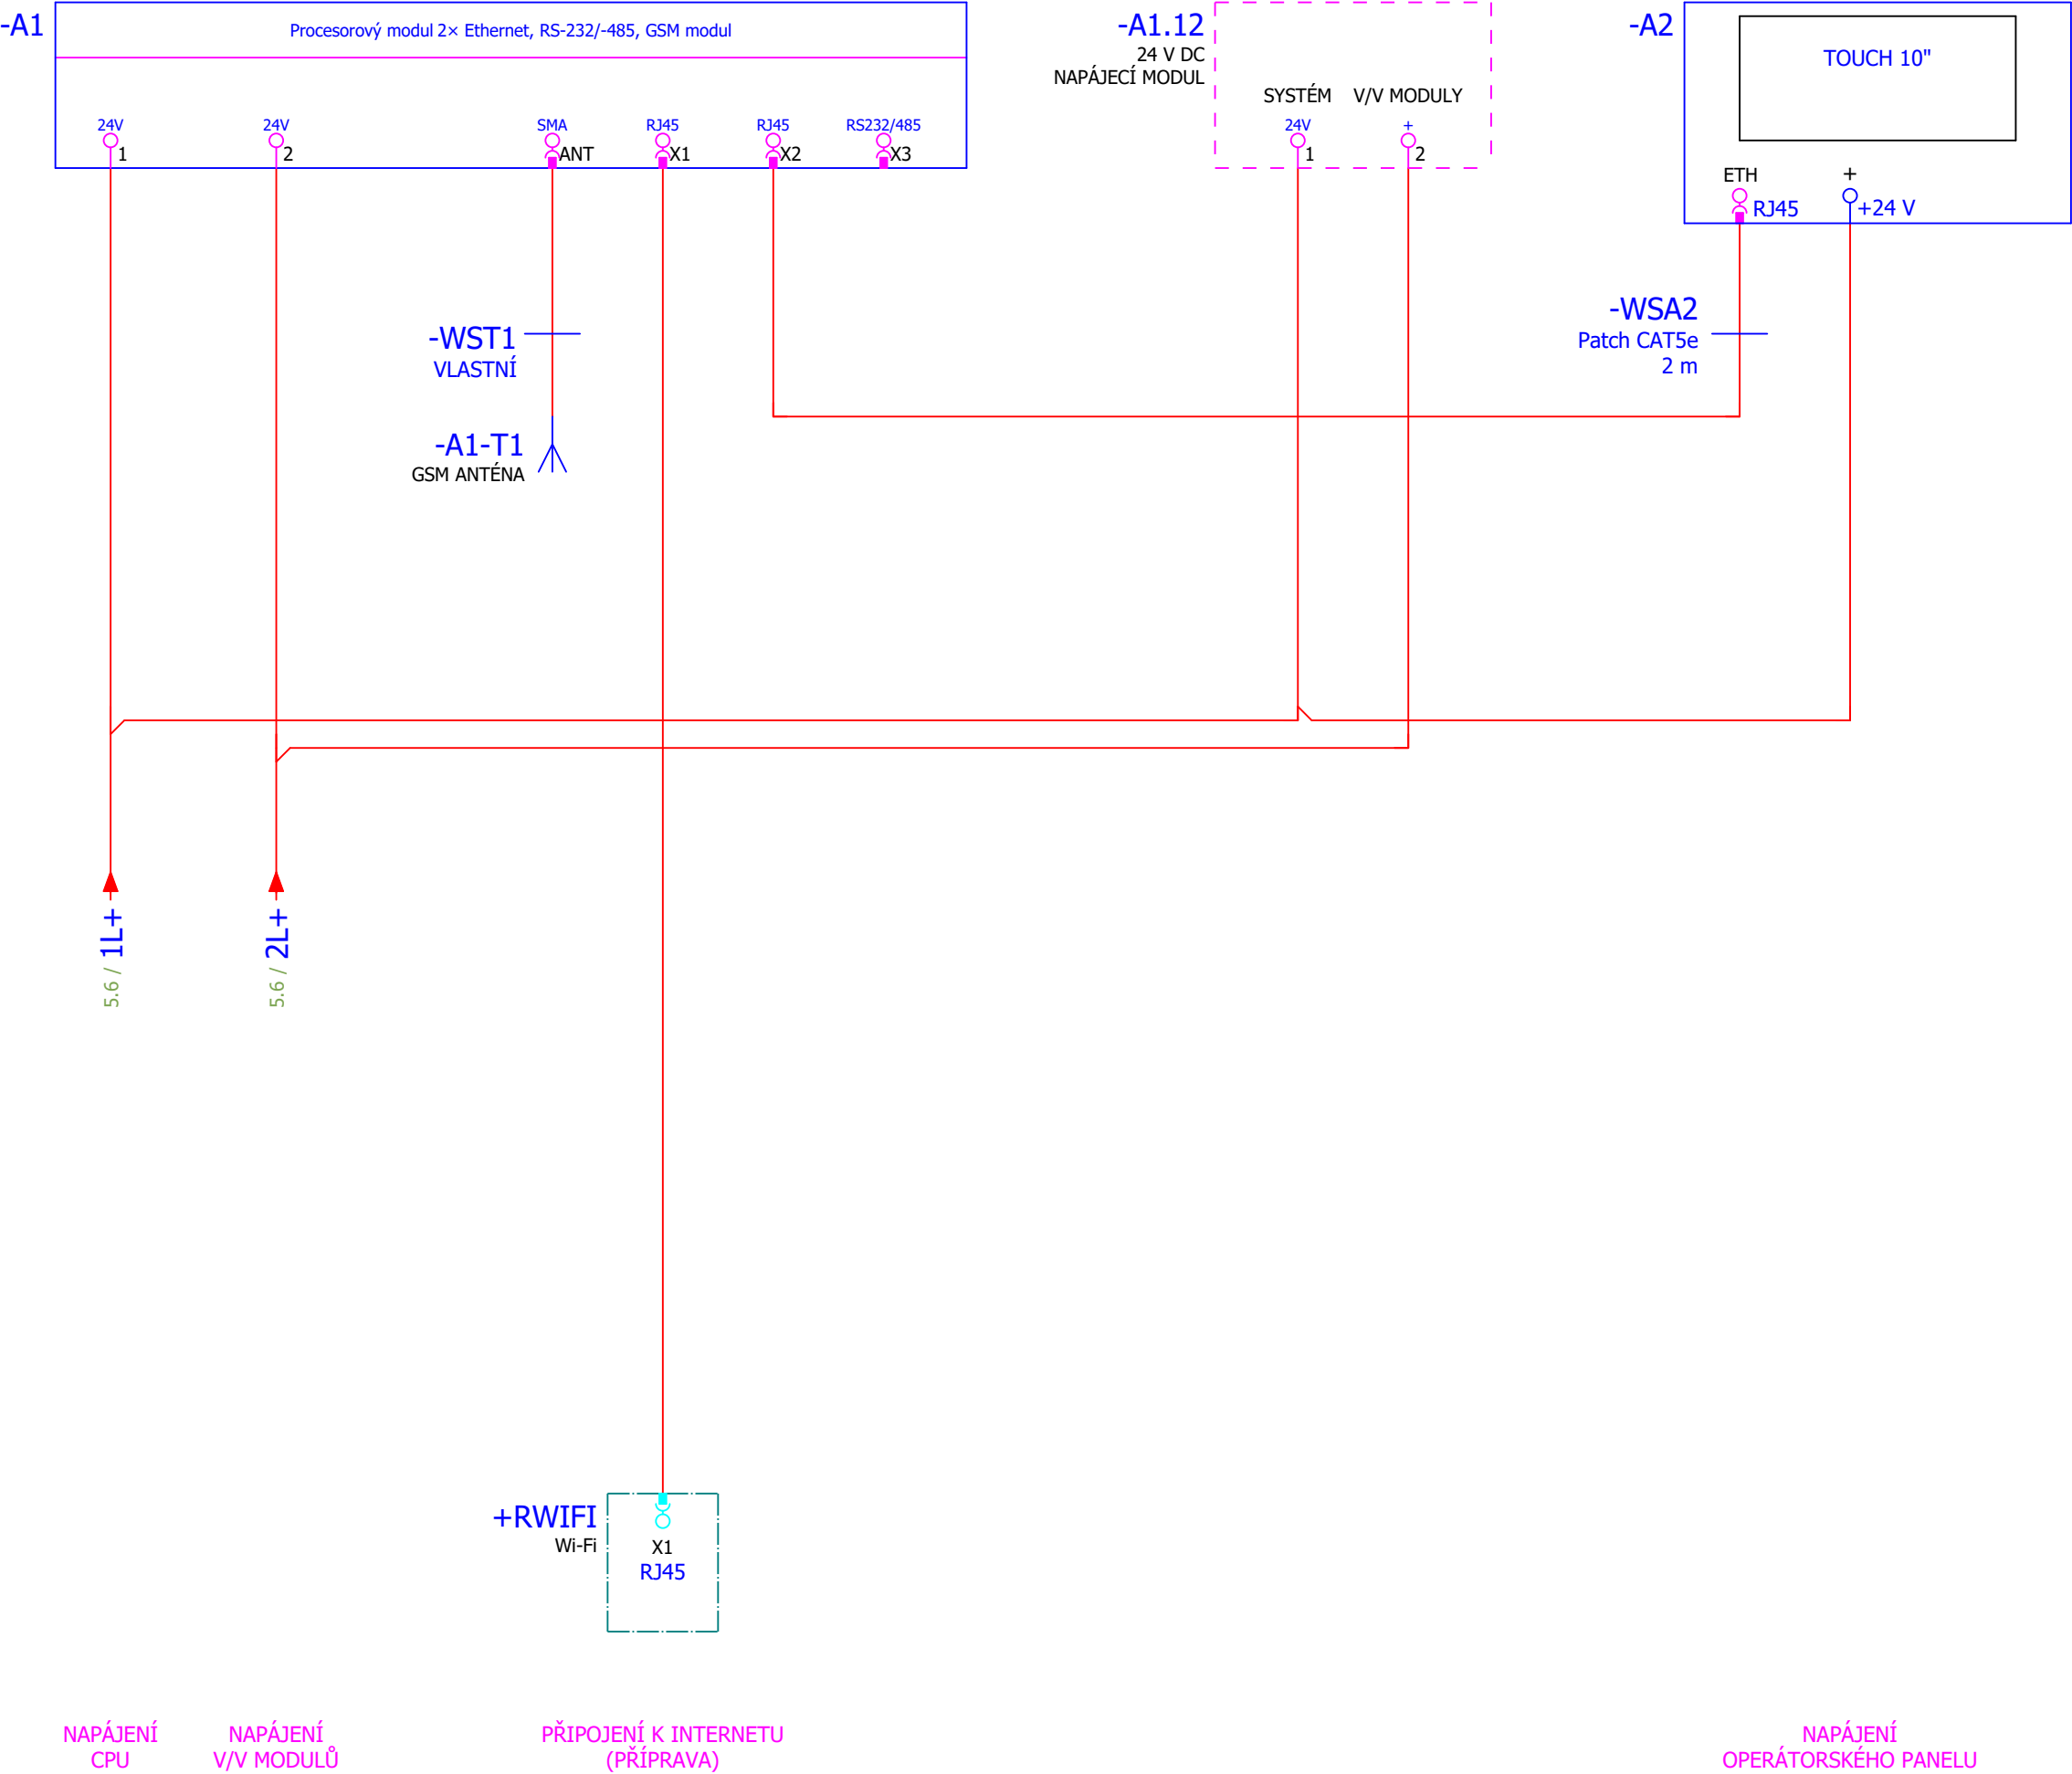 -A1
Procesorový modul 2× Ethernet, RS-232/-485, GSM modul
24V
1
24V
2
SMA
ANT
RJ45
X1
RJ45
X2
RS232/485
X3
-A1.12
24 V DC
NAPÁJECÍ MODUL
SYSTÉM
V/V MODULY
24V
1
+
2
-A2
TOUCH 10"
ETH
RJ45
+
+24 V
-WST1
VLASTNÍ
-WSA2
Patch CAT5e
2 m
-A1-T1
GSM ANTÉNA
5.6 / 1L+
5.6 / 2L+
+RWIFI
Wi-Fi
X1
RJ45
NAPÁJENÍ
CPU
NAPÁJENÍ
V/V MODULŮ
PŘIPOJENÍ K INTERNETU
(PŘÍPRAVA)
NAPÁJENÍ
OPERÁTORSKÉHO PANELU